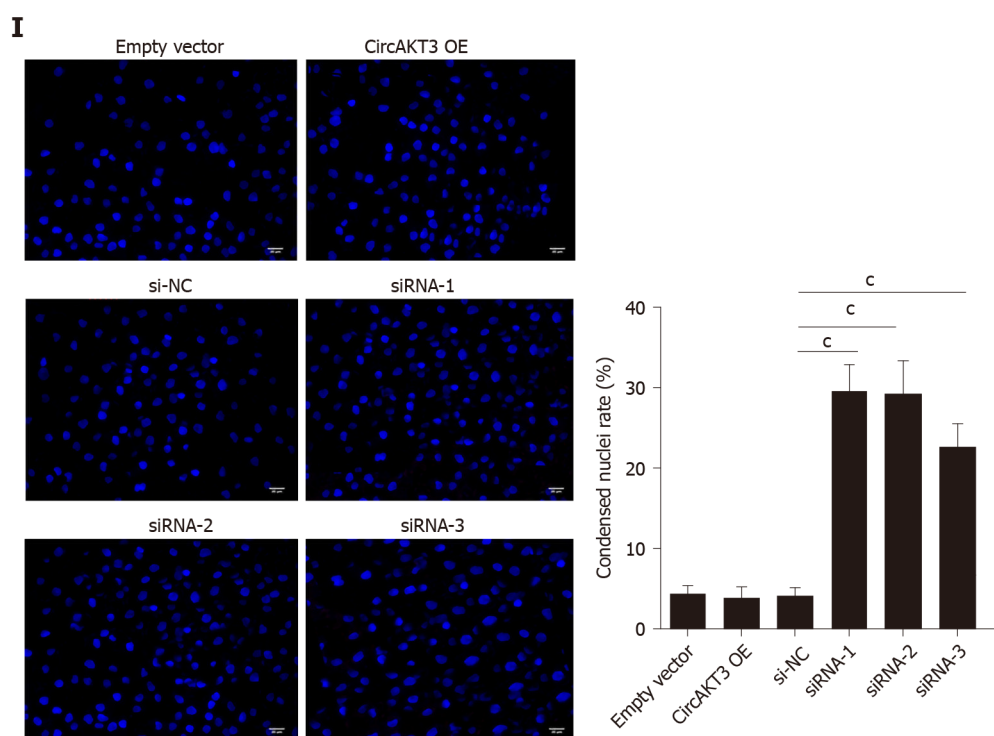 I
Empty vector
CircAKT3 OE
si-NC
siRNA-1
siRNA-2
siRNA-3
c
c
c
Condensed nuclei rate (%)
40
30
20
10
0
Empty vector
CircAKT3 OE
si-NC
siRNA-1
siRNA-2
siRNA-3